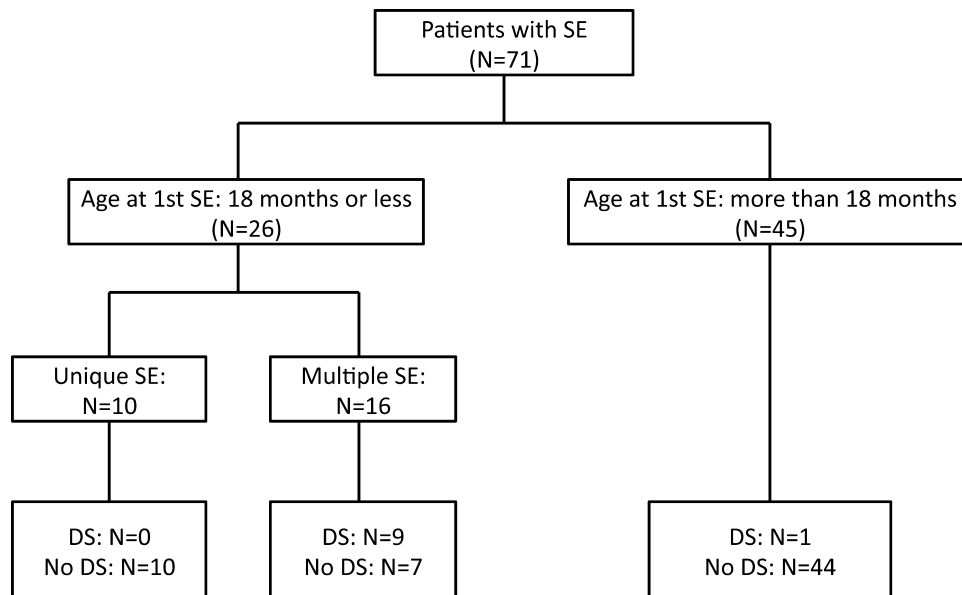 Patients with SE
(N=71)
Age at 1st SE: 18 months or less
(N=26)
Age at 1st SE: more than 18 months
(N=45)
Unique SE:
N=10
Multiple SE:
N=16
DS: N=0
No DS: N=10
DS: N=9
No DS: N=7
DS: N=1
No DS: N=44